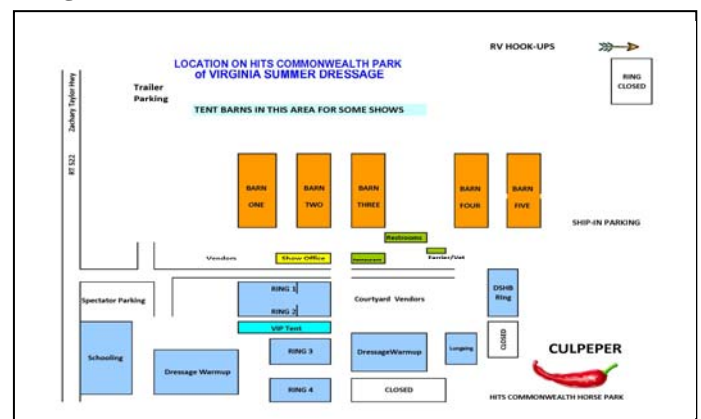 RV HOOK-UPS
LOCATION ON HITS COMMONWEALTH PARK
of VIRGINIA SUMMER DRESSAGE
RING
CLOSED
Trailer
Parking
Zachary Taylor Hwy
RT 522
TENT BARNS IN THIS AREA FOR SOME SHOWS
BARN
ONE
BARN
TWO
BARN
THREE
BARN
FOUR
BARN
FIVE
SHIP-IN PARKING
Restrooms
Vendors
Show Office
Farrier/Vet
Spectator Parking
RING 1
RING 2
Courtyard Vendors
DSHB
Ring
VIP Tent
Schooling
Dressage Warmup
RING 3
DressageWarmup
Lunging
CLOSED
CULPEPER
RING 4
CLOSED
HITS COMMONWEALTH HORSE PARK